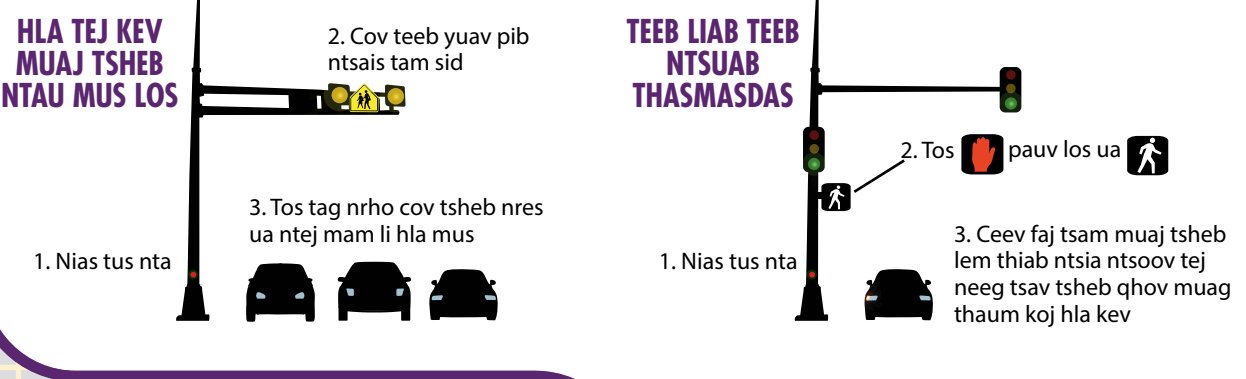 HLA TEJ KEV
MUAJ TSHEB
NTAU MUS LOS
2. Cov teeb yuav pib
ntsais tam sid
3. Tos tag nrho cov tsheb nres
ua ntej mam li hla mus
1. Nias tus nta
TEEB LIAB TEEB
NTSUAB
THASMASDAS
2. Tos pauv los ua
1. Nias tus nta
3. Ceev faj tsam muaj tsheb
lem thiab ntsia ntsoov tej
neeg tsav tsheb qhov muag
thaum koj hla kev